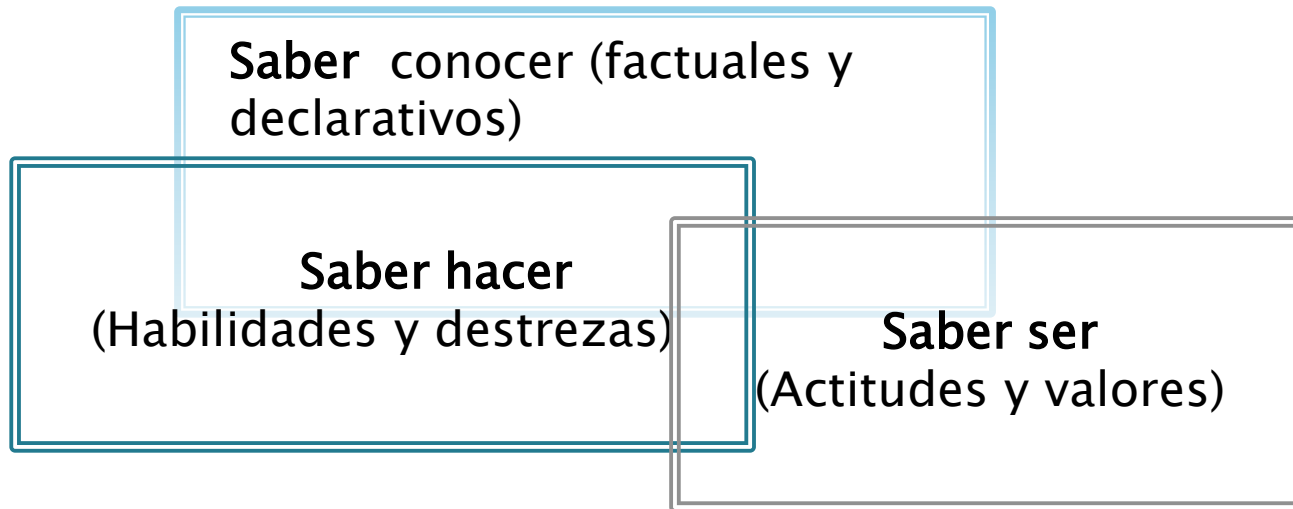 Saber conocer (factuales y
declarativos)
Saber hacer
(Habilidades y destrezas)
Saber ser
(Actitudes y valores)